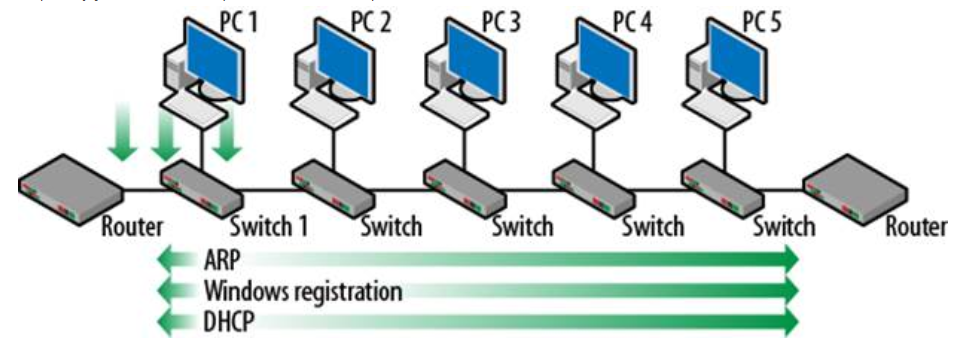 PC 1 PC 2 PC 3 PC 4 PC 5
Router Switch 1 Switch Switch Switch Switch Router
ARP
Windows registration
DHCP